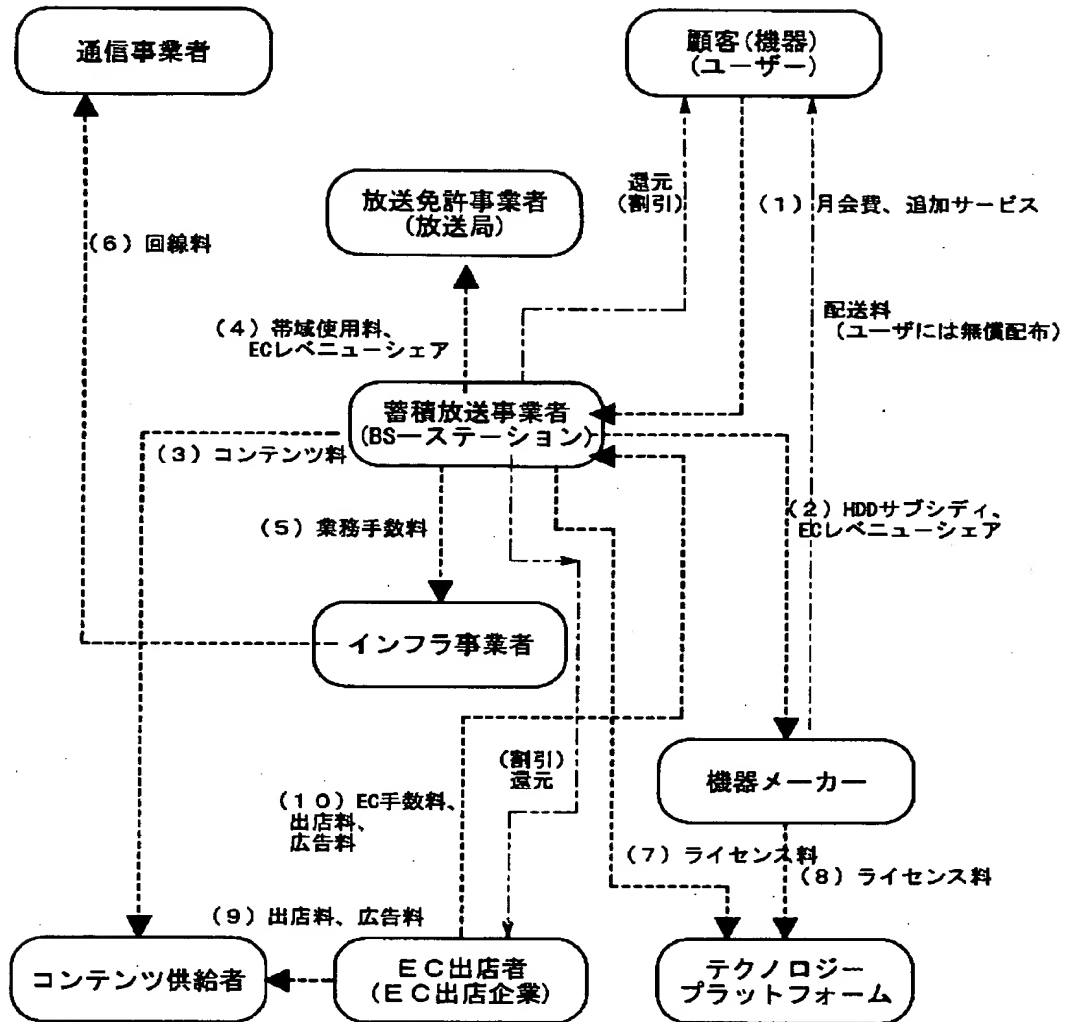 通信事業者
顧客(機器)
(ユーザー)
放送免許事業者
(放送局)
還元
(割引)
(1)月会費、追加サービス
(6)回線料
(4)帯域使用料、
ECレベニューシェア
配送料
(ユーザには無償配布)
蓄積放送事業者
(BS―ステーション)
(3)コンテンツ料
(5)業務手数料
(2)HDDサブシディ、
ECレベニューシェア
インフラ事業者
(割引)
還元
機器メーカー
(10)EC手数料、
出店料、
広告料
(7)ライセンス料
(8)ライセンス料
(9)出店料、広告料
コンテンツ供給者
EC出店者
(EC出店企業)
テクノロジー
プラットフォーム